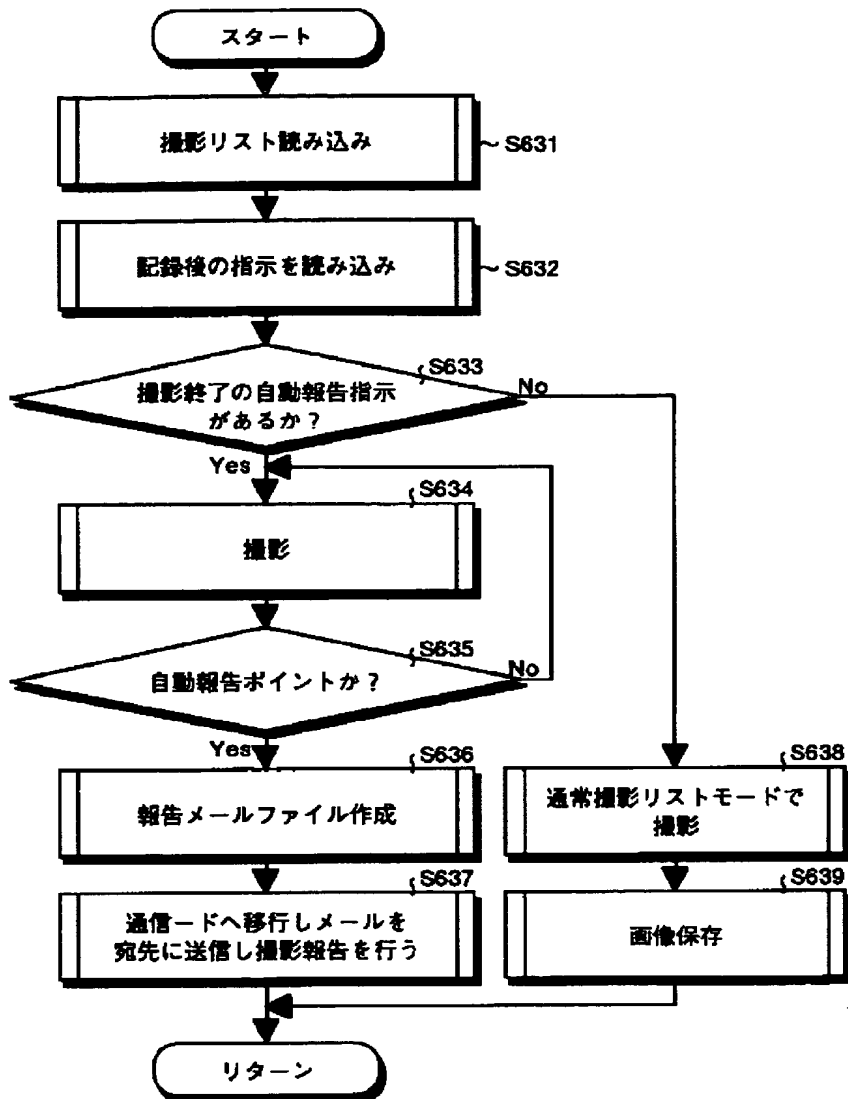 スタート
撮影リスト読み込み
S631
記録後の指示を読み込み
S632
S633
撮影終了の自動報告指示
があるか？
No
Yes
S634
撮影
S635
自動報告ポイントか？
No
Yes
S636
報告メールファイル作成
S638
通常撮影リストモードで
撮影
S637
通信ードへ移行しメールを
宛先に送信し撮影報告を行う
S639
画像保存
リターン